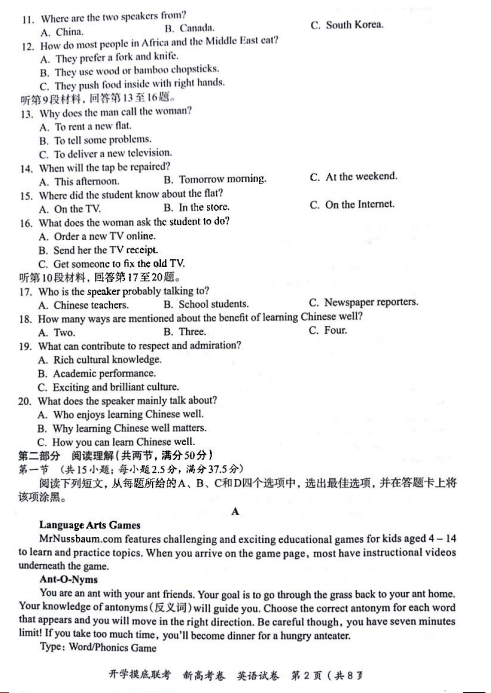 11. Where are the two speakers from?
A. China. B. Canada. C. South Korea.
12. How do most people in Africa and the Middle East eat?
A. They prefer a fork and knife.
B. They use wood or bamboo chopsticks.
C. They push food inside with right hands.
听第9段材料，回答第13至16题。
13. Why does the man call the woman?
A. To rent a new flat.
B. To tell some problems.
C. To deliver a new television.
14. When will the tap be repaired?
A. This afternoon. B. Tomorrow morning. C. At the weekend.
15. Where did the student know about the flat?
A. On the TV. B. In the store. C. On the Internet.
16. What does the woman ask the student to do?
A. Order a new TV online.
B. Send her the TV receipt.
C. Get someone to fix the old TV.
听第10段材料，回答第17至20题。
17. Who is the speaker probably talking to?
A. Chinese teachers. B. School students. C. Newspaper reporters.
18. How many ways are mentioned about the benefit of learning Chinese well?
A. Two. B. Three. C. Four.
19. What can contribute to respect and admiration?
A. Rich cultural knowledge.
B. Academic performance.
C. Exciting and brilliant culture.
20. What does the speaker mainly talk about?
A. Who enjoys learning Chinese well.
B. Why learning Chinese well matters.
C. How you can learn Chinese well.
第二部分 阅读理解（共两节，满分50分）
第一节 （共15小题；每小题2.5分，满分37.5分）
阅读下列短文，从每题所给的A、B、C和D四个选项中，选出最佳选项，并在答题卡上将
该项涂黑。
A
Language Arts Games
MrNussbaum.com features challenging and exciting educational games for kids aged 4 – 14
to learn and practice topics. When you arrive on the game page, most have instructional videos
underneath the game.
Ant-O-Nyms
You are an ant with your ant friends. Your goal is to go through the grass back to your ant home.
Your knowledge of antonyms(反义词) will guide you. Choose the correct antonym for each word
that appears and you will move in the right direction. Be careful though, you have seven minutes
limit! If you take too much time, you'll become dinner for a hungry anteater.
Type: Word/Phonics Game
开学摸底联考 新高考卷 英语试卷 第2页（共8页